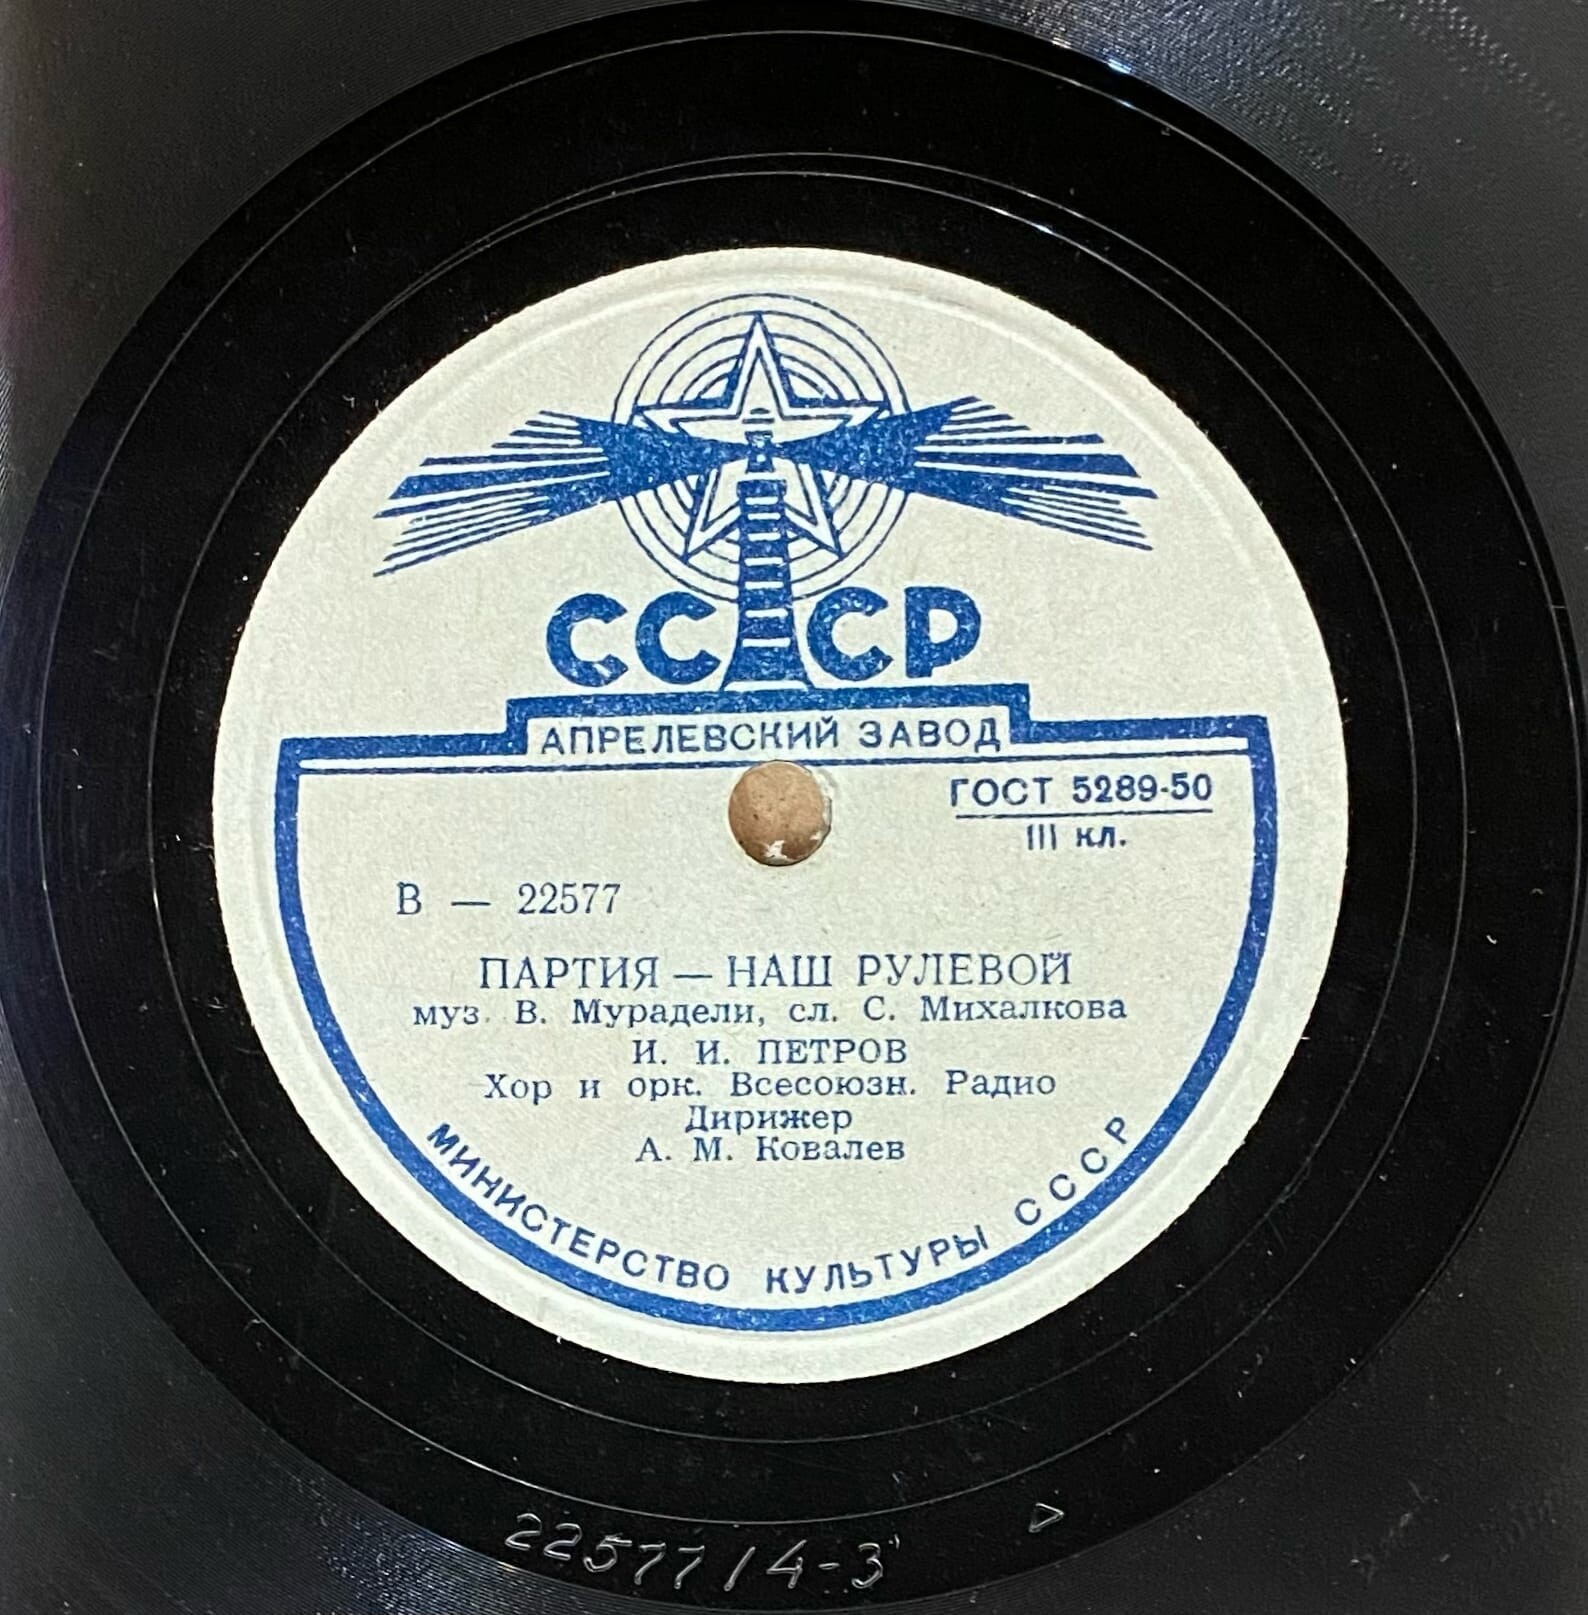 СССР
АПРЕЛЕВСКИЙ ЗАВОД
ГОСТ 5289-50
III кл.
В — 22577
ПАРТИЯ — НАШ РУЛЕВОЙ
муз. В. Мурадели, сл. С. Михалкова
И. И. ПЕТРОВ
Хор и орк. Всесоюзн. Радио
Дирижер
А. М. Ковалев
МИНИСТЕРСТВО КУЛЬТУРЫ СССР
22577/4-3